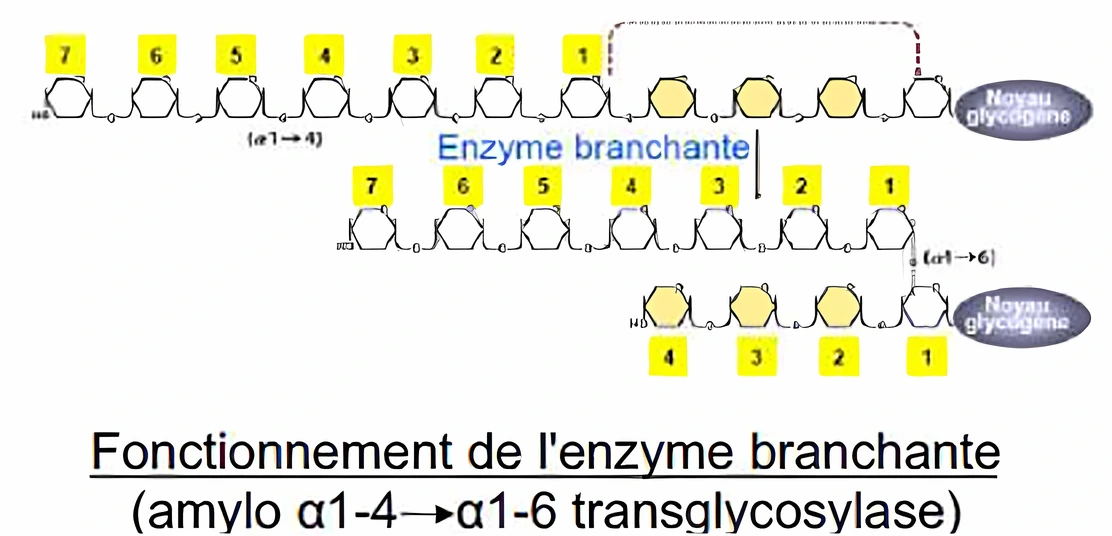 7 6 5 4 3 2 1
Noyau
glycogène
HO
(α1→4)
Enzyme branchante
7 6 5 4 3 2 1
HO
(α1→6)
HO
Noyau
glycogène
4 3 2 1
Fonctionnement de l'enzyme branchante
(amylo α1-4→α1-6 transglycosylase)